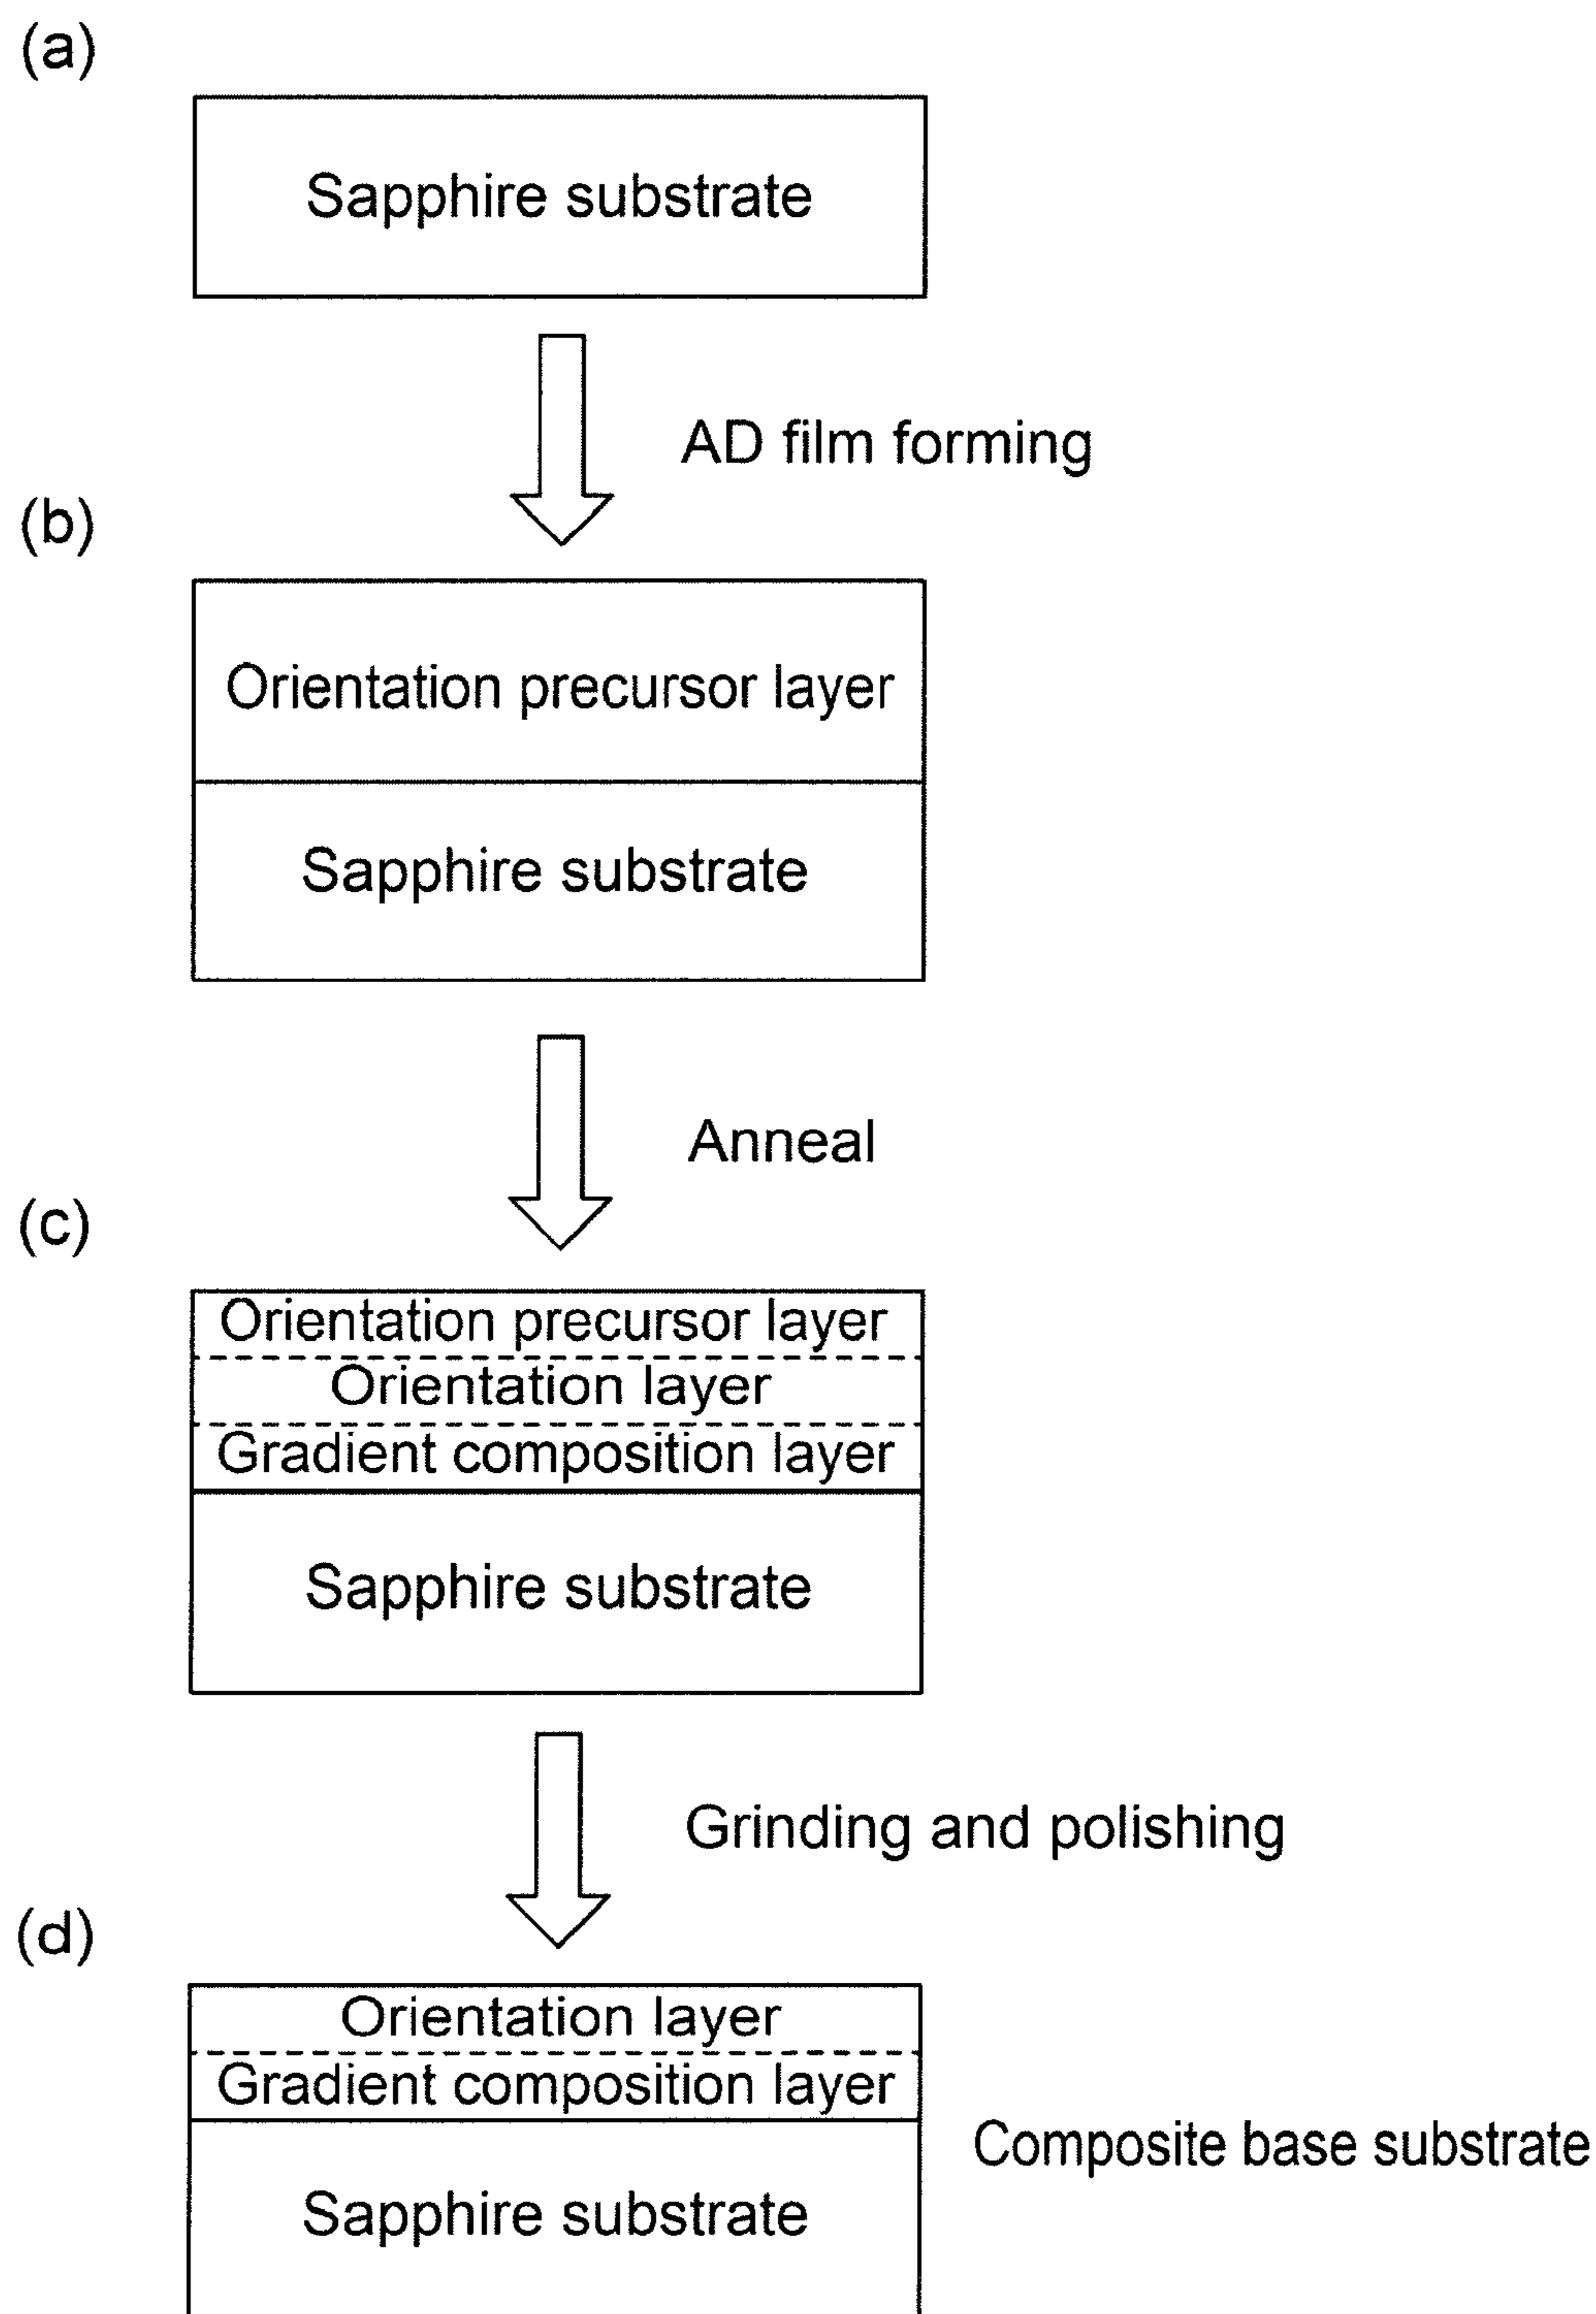 (a)
Sapphire substrate
AD film forming
(b)
Orientation precursor layer
Sapphire substrate
Anneal
(c)
Orientation precursor layer
Orientation layer
Gradient composition layer
Sapphire substrate
Grinding and polishing
(d)
Orientation layer
Gradient composition layer
Composite base substrate
Sapphire substrate